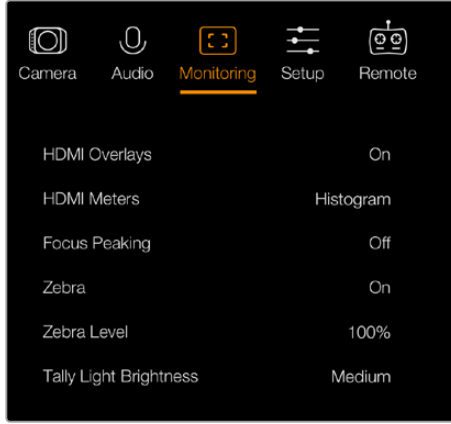 Camera Audio Monitoring Setup Remote
HDMI Overlays On
HDMI Meters Histogram
Focus Peaking Off
Zebra On
Zebra Level 100%
Tally Light Brightness Medium